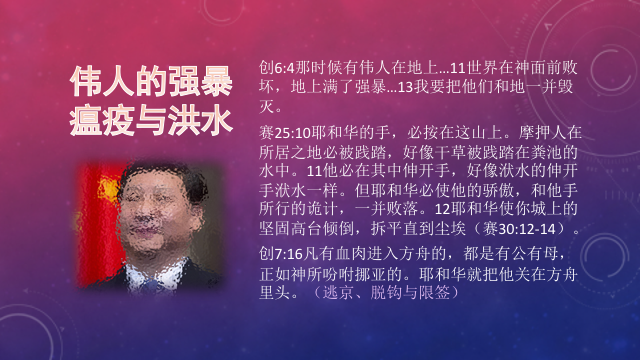 伟人的强暴
瘟疫与洪水
创6:4那时候有伟人在地上…11世界在神面前败
坏，地上满了强暴…13我要把他们和地一并毁
灭。
赛25:10耶和华的手，必按在这山上。摩押人在
所居之地必被践踏，好像干草被践踏在粪池的
水中。11他必在其中伸开手，好像洑水的伸开
手洑水一样。但耶和华必使他的骄傲，和他手
所行的诡计，一并败落。12耶和华使你城上的
坚固高台倾倒，拆平直到尘埃（赛30:12-14）。
创7:16凡有血肉进入方舟的，都是有公有母，
正如神所吩咐挪亚的。耶和华就把他关在方舟
里头。（逃京、脱钩与限签）